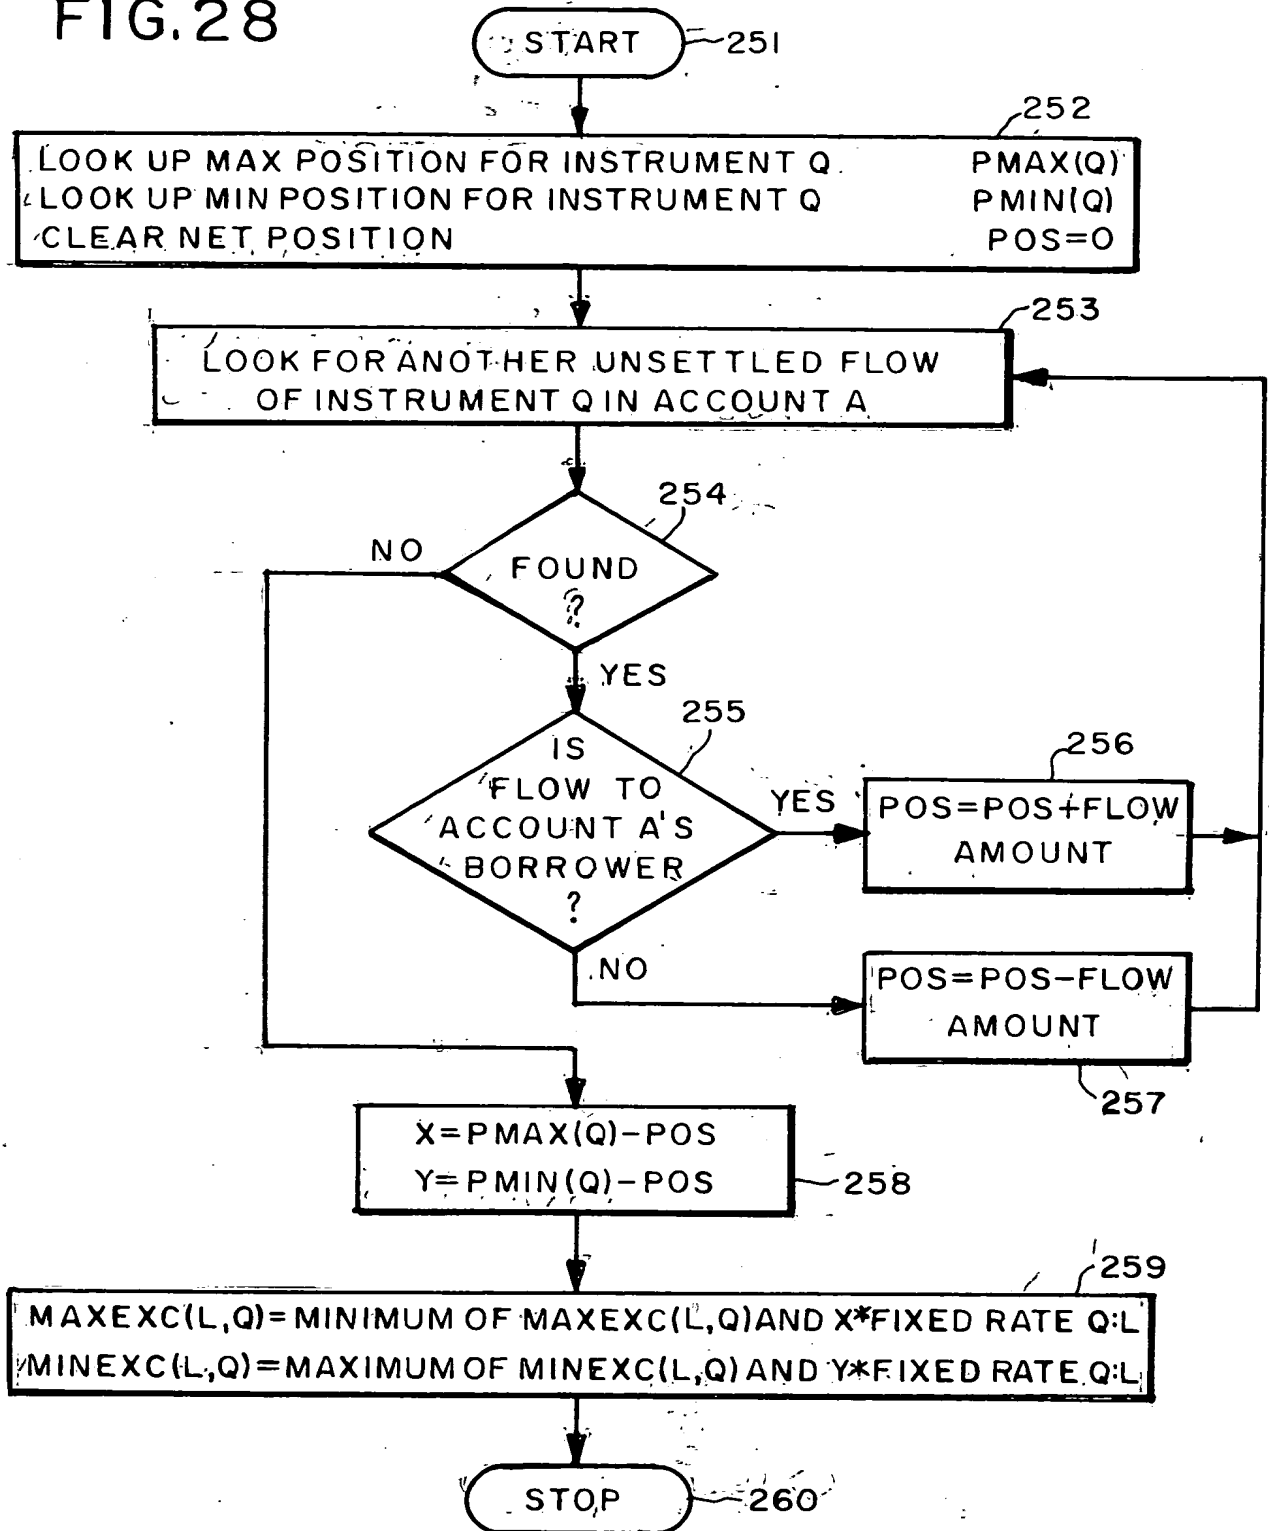 FIG.28
START
251
252
LOOK UP MAX POSITION FOR INSTRUMENT Q PMAX(Q)
LOOK UP MIN POSITION FOR INSTRUMENT Q PMIN(Q)
CLEAR NET POSITION POS=0
253
LOOK FOR ANOTHER UNSETTLED FLOW
OF INSTRUMENT Q IN ACCOUNT A
254
NO
FOUND
?
YES
255
IS
FLOW TO
ACCOUNT A'S
BORROWER
?
YES
256
POS=POS+FLOW
AMOUNT
NO
POS=POS-FLOW
AMOUNT
257
X=PMAX(Q)-POS
Y=PMIN(Q)-POS
258
259
MAXEXC(L,Q)=MINIMUM OF MAXEXC(L,Q)AND X*FIXED RATE Q:L
MINEXC(L,Q)=MAXIMUM OF MINEXC(L,Q) AND Y*FIXED RATE Q:L
STOP
260